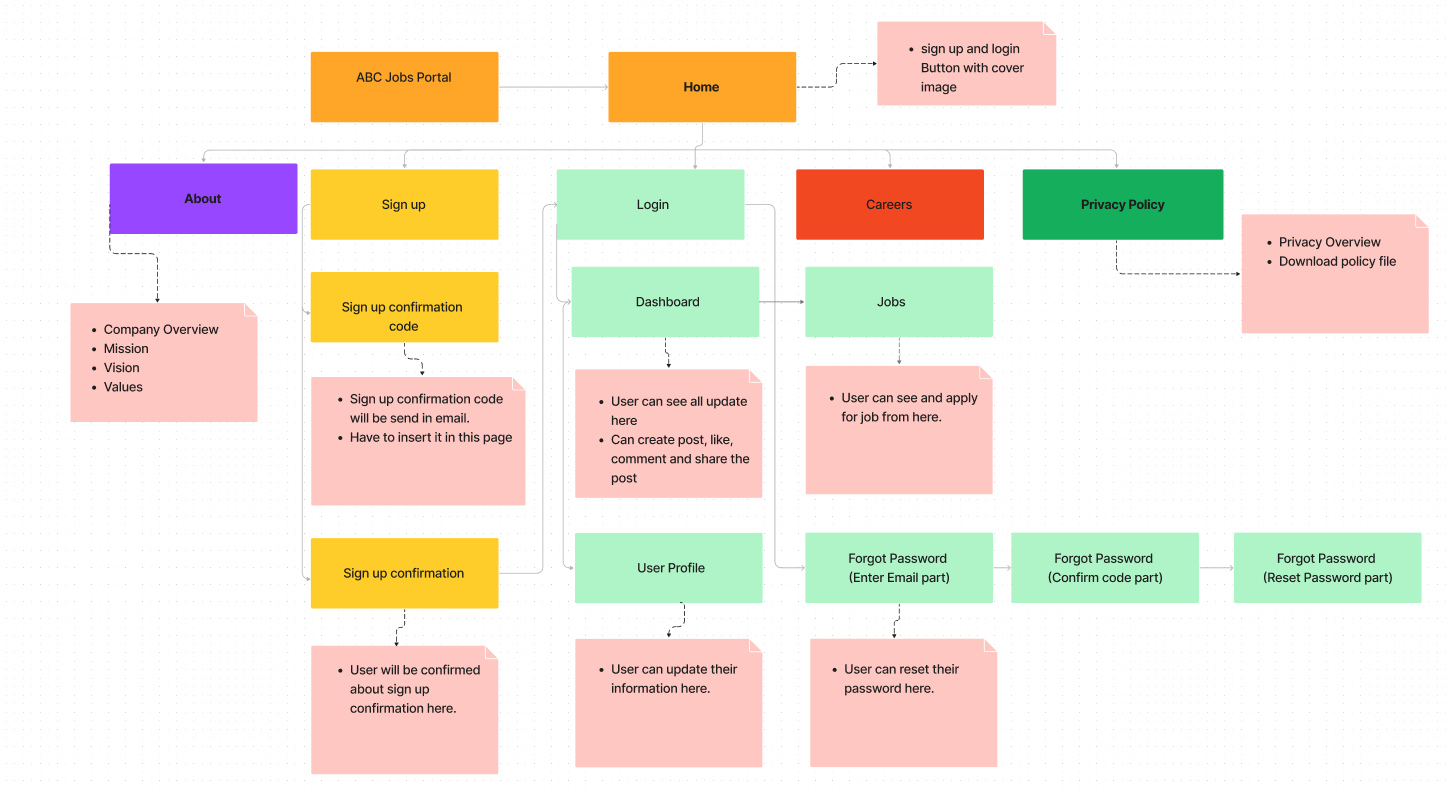 ABC Jobs Portal
Home
• sign up and login
Button with cover
image
About
Sign up
Login
Careers
Privacy Policy
• Privacy Overview
• Download policy file
• Company Overview
• Mission
• Vision
• Values
Sign up confirmation
code
Dashboard
Jobs
• Sign up confirmation code
will be send in email.
• Have to insert it in this page
• User can see all update
here
• Can create post, like,
comment and share the
post
• User can see and apply
for job from here.
Sign up confirmation
User Profile
Forgot Password
(Enter Email part)
Forgot Password
(Confirm code part)
Forgot Password
(Reset Password part)
• User will be confirmed
about sign up
confirmation here.
• User can update their
information here.
• User can reset their
password here.